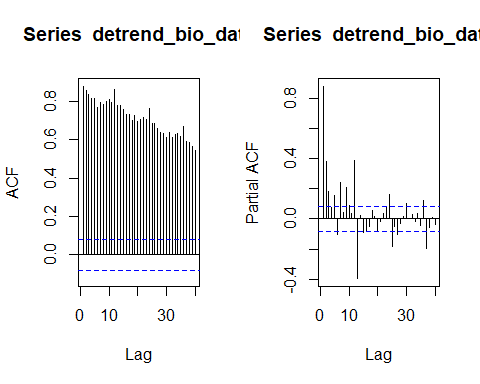 Series detrend_bio_dat
ACF
0.0 0.2 0.4 0.6 0.8
0 10 30
Lag
Series detrend_bio_dat
Partial ACF
-0.4 0.0 0.4 0.8
0 10 30
Lag